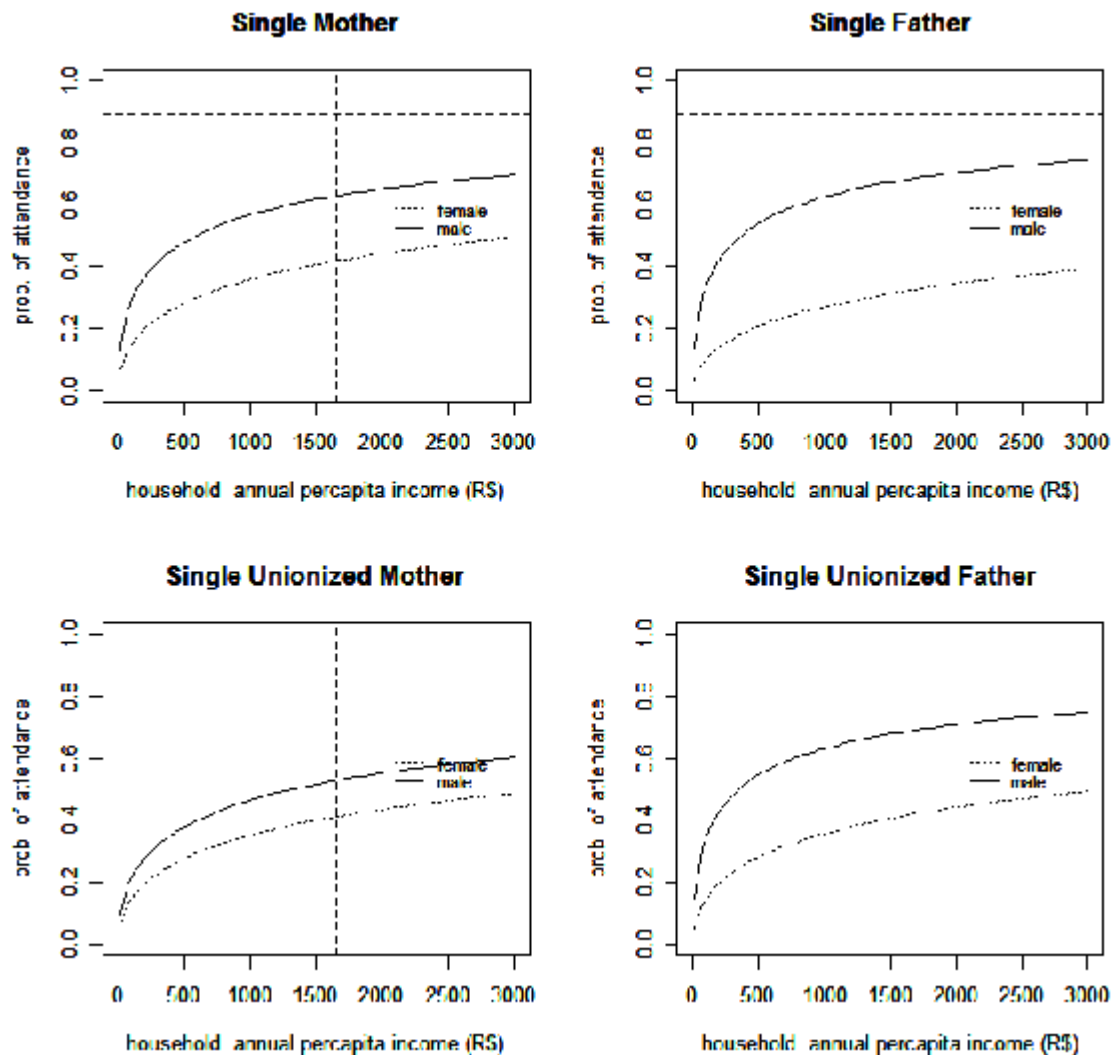 Single Mother
prob. of attendance
1.0
0.8
0.6
0.4
0.2
0.0
female
male
0 500 1000 1500 2000 2500 3000
household annual percapita income (R$)
Single Father
prob. of attendance
1.0
0.8
0.6
0.4
0.2
0.0
female
male
0 500 1000 1500 2000 2500 3000
household annual percapita income (R$)
Single Unionized Mother
prob. of attendance
1.0
0.8
0.6
0.4
0.2
0.0
female
male
0 500 1000 1500 2000 2500 3000
household annual percapita income (R$)
Single Unionized Father
prob. of attendance
1.0
0.8
0.6
0.4
0.2
0.0
female
male
0 500 1000 1500 2000 2500 3000
household annual percapita income (R$)